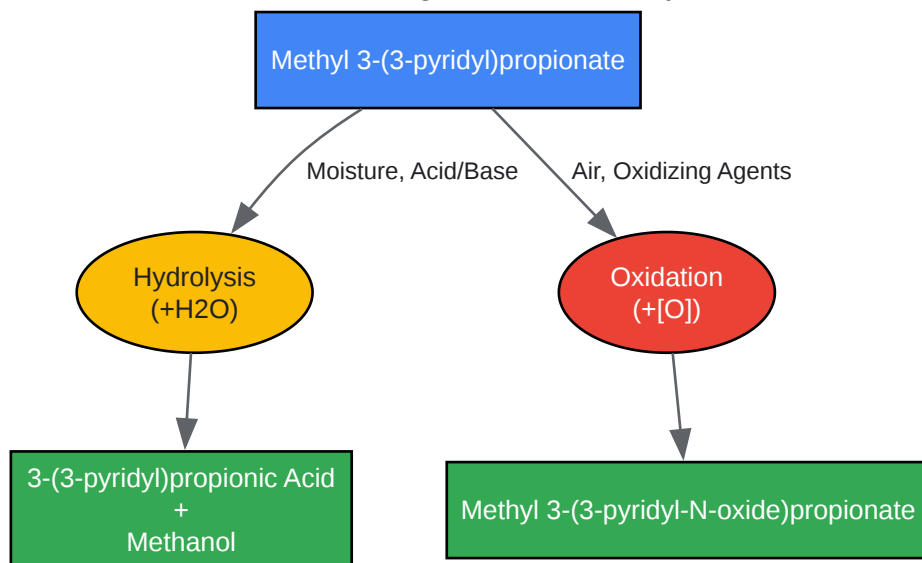 Methyl 3-(3-pyridyl)propionate
Moisture, Acid/Base
Air, Oxidizing Agents
Hydrolysis
(+H2O)
Oxidation
(+[O])
3-(3-pyridyl)propionic Acid
+
Methanol
Methyl 3-(3-pyridyl-N-oxide)propionate